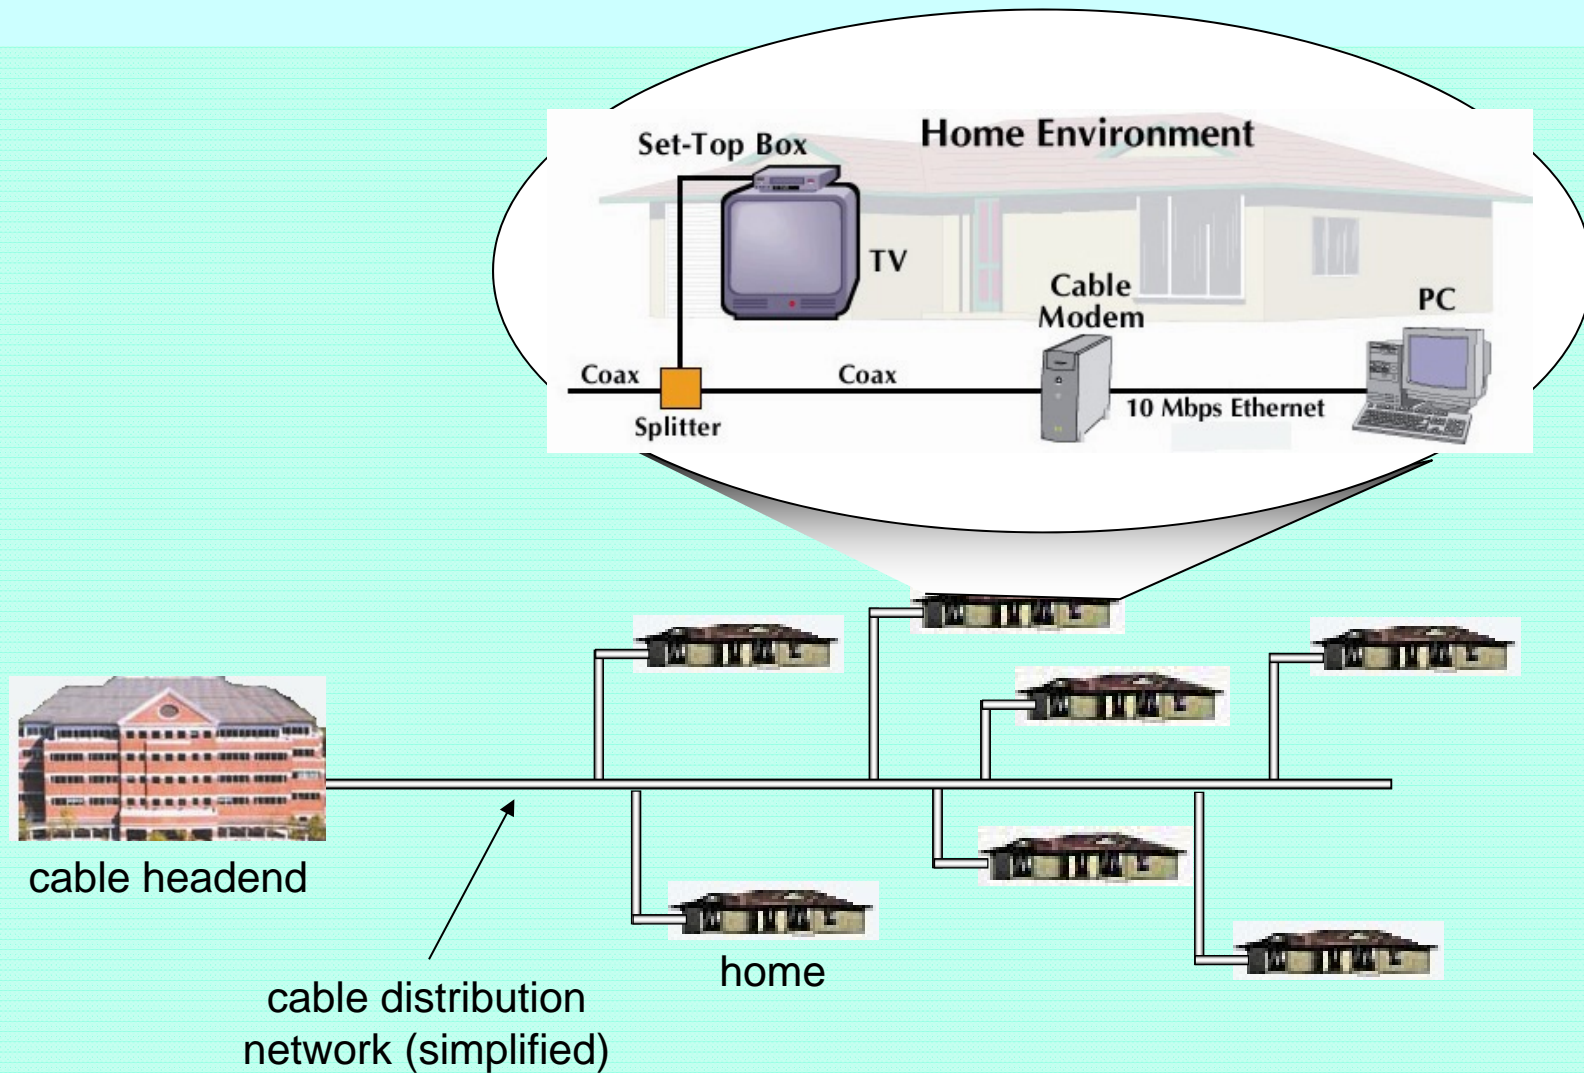 Home Environment
Set-Top Box
TV
Cable
Modem
PC
Coax
Coax
10 Mbps Ethernet
Splitter
cable headend
home
cable distribution
network (simplified)